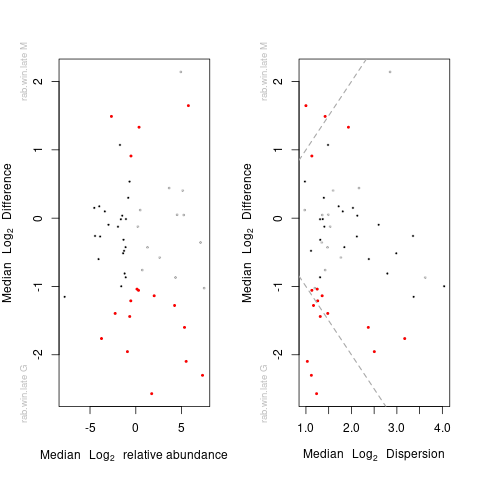 rab.win.late M
rab.win.late G
Median Log2 Difference
2
1
0
-1
-2
-5 0 5
Median Log2 relative abundance
rab.win.late M
rab.win.late G
Median Log2 Difference
2
1
0
-1
-2
1.0 2.0 3.0 4.0
Median Log2 Dispersion